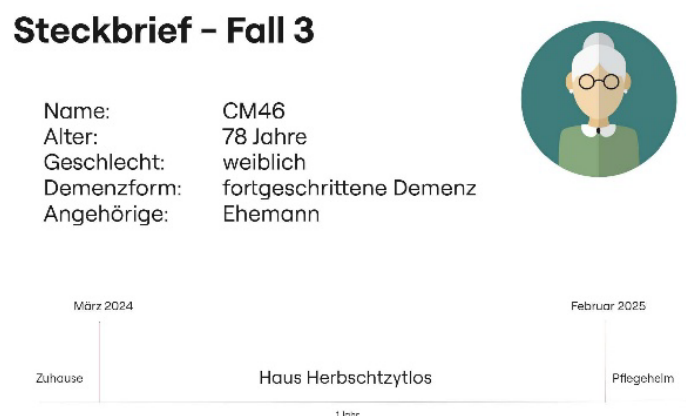 Steckbrief – Fall 3
Name: CM46
Alter: 78 Jahre
Geschlecht: weiblich
Demenzform: fortgeschrittene Demenz
Angehörige: Ehemann
März 2024 Februar 2025
Zuhause Haus Herbschtzytlos Pflegeheim
1 Jahr